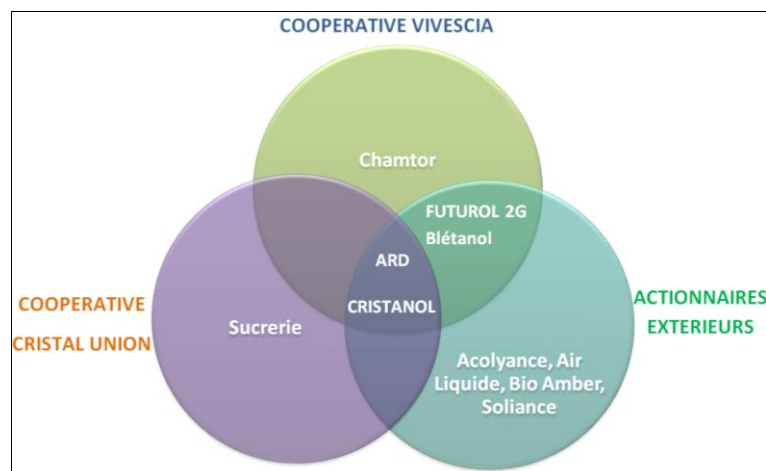 COOPERATIVE VIVESCIA
Chamtor
FUTUROL 2G
Blétanol
ARD
CRISTANOL
COOPERATIVE
CRISTAL UNION
Sucrerie
ACTIONNAIRES
EXTERIEURS
Acolyance, Air
Liquide, Bio Amber,
Soliance